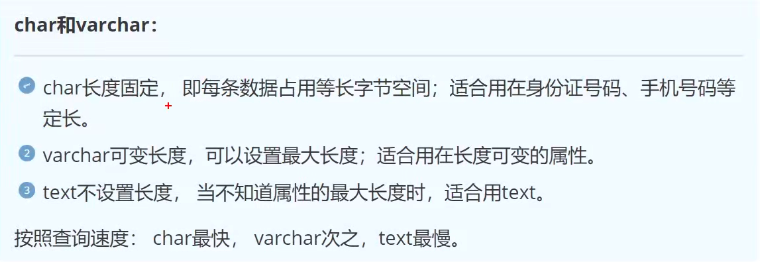 char和varchar：
1 char长度固定， 即每条数据占用等长字节空间；适合用在身份证号码、手机号码等
定长。
2 varchar可变长度，可以设置最大长度；适合用在长度可变的属性。
3 text不设置长度， 当不知道属性的最大长度时，适合用text。
按照查询速度： char最快， varchar次之，text最慢。